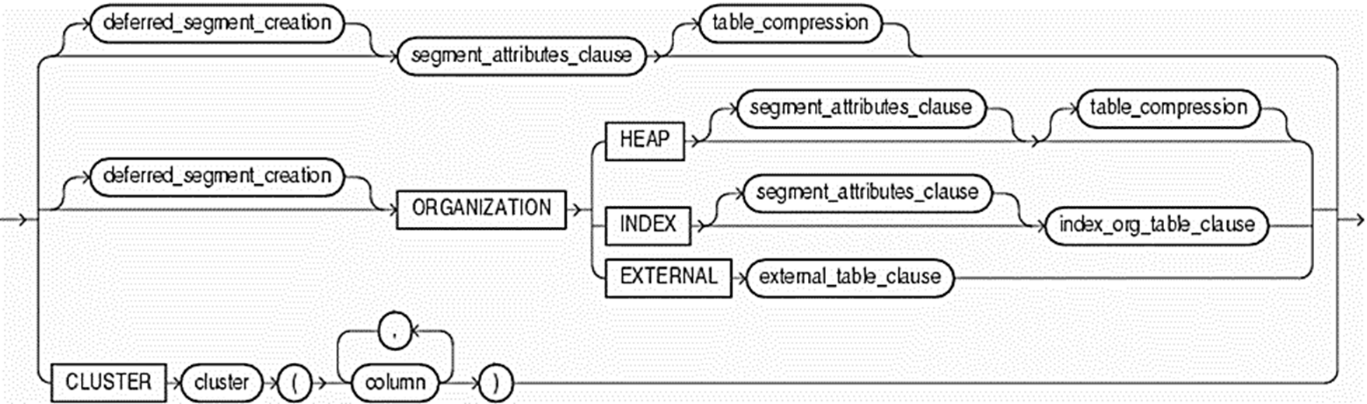 deferred_segment_creation
segment_attributes_clause
table_compression
deferred_segment_creation
ORGANIZATION
HEAP
segment_attributes_clause
table_compression
INDEX
segment_attributes_clause
index_org_table_clause
EXTERNAL
external_table_clause
CLUSTER cluster ( column )
,